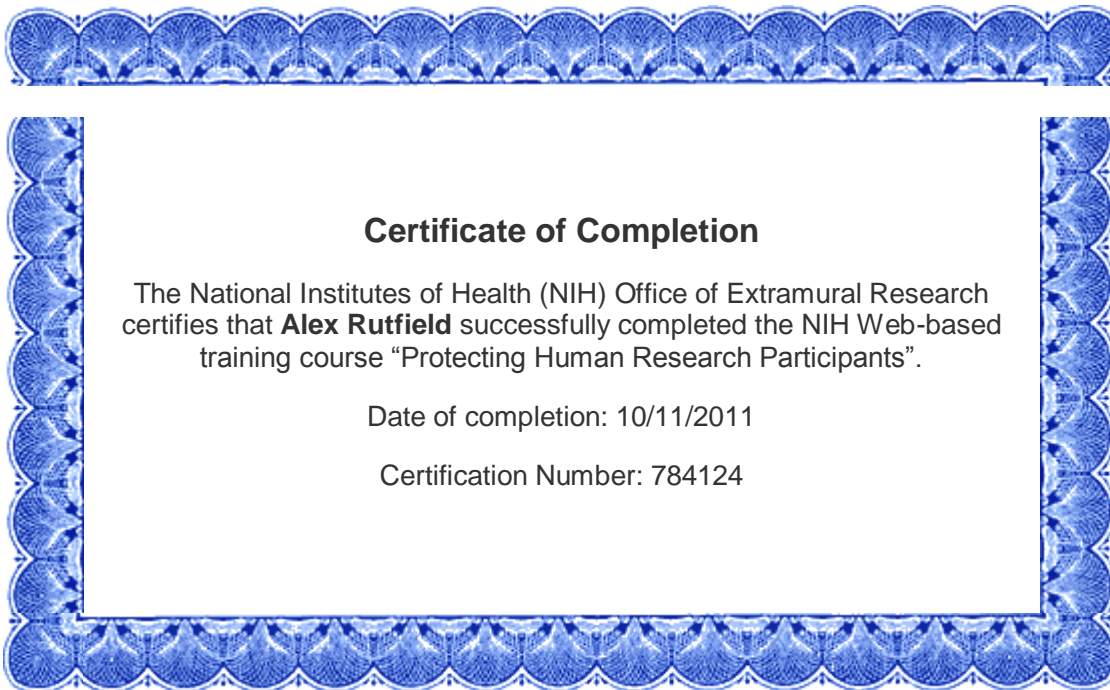 Certificate of Completion
The National Institutes of Health (NIH) Office of Extramural Research
certifies that Alex Rutfield successfully completed the NIH Web-based
training course “Protecting Human Research Participants”.
Date of completion: 10/11/2011
Certification Number: 784124